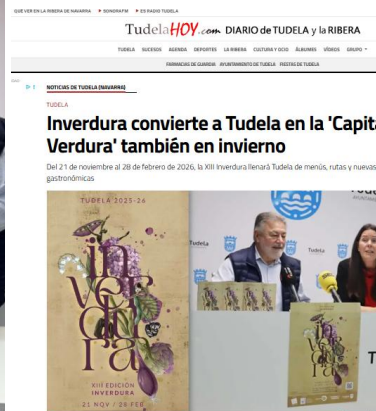 QUÉ VER EN LA RIBERA DE NAVARRA ▸ SONORAFM ▸ ES RADIO TUDELA
TudelaHOY.com DIARIO de TUDELA y la RIBERA
TUDELA SUCESOS AGENDA DEPORTES LA RIBERA CULTURA Y OCIO ÁLBUMES VÍDEOS GRUPO
FARMACIAS DE GUARDIA AYUNTAMIENTO DE TUDELA FIESTAS DE TUDELA
NOTICIAS DE TUDELA (NAVARRA)
TUDELA
Inverdura convierte a Tudela en la 'Capita
Verdura' también en invierno
Del 21 de noviembre al 28 de febrero de 2026, la XIII Inverdura llenará Tudela de menús, rutas y nuevas
gastronómicas
TUDELA 2025-26
in
ver
du
ra
XIII EDICIÓN
INVERDURA
21 NOV / 28 FEB
Tudela
Tudela
in
ver
du
ra